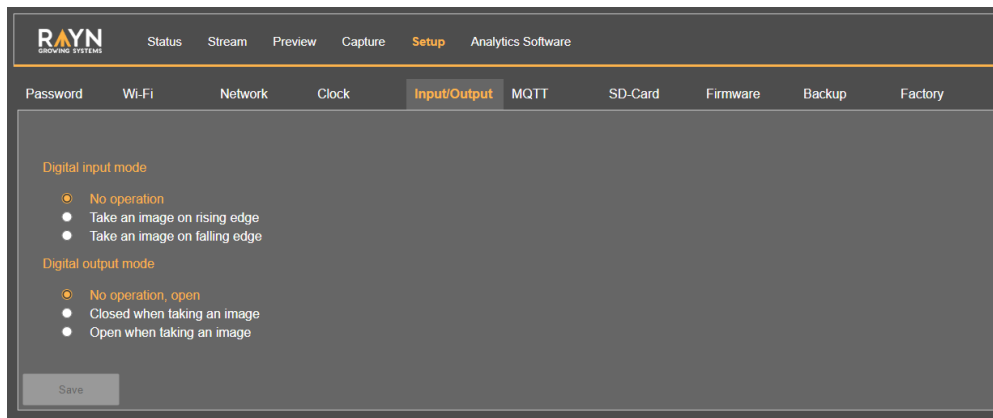 RAYN
GROWING SYSTEMS
Status Stream Preview Capture Setup Analytics Software
Password Wi-Fi Network Clock Input/Output MQTT SD-Card Firmware Backup Factory
Digital input mode
No operation
Take an image on rising edge
Take an image on falling edge
Digital output mode
No operation, open
Closed when taking an image
Open when taking an image
Save